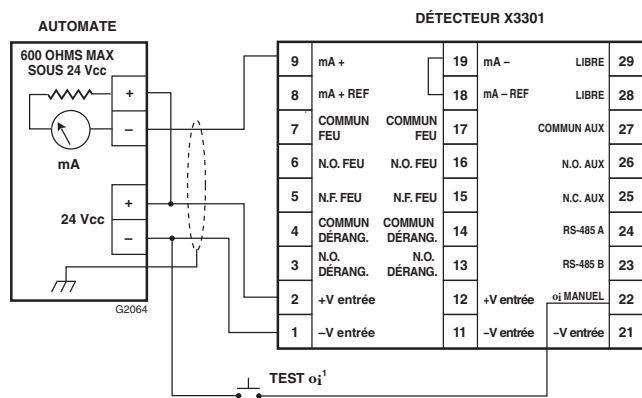 AUTOMATE
600 OHMS MAX
SOUS 24 Vcc
+
–
mA
24 Vcc
+
–
G2064
DÉTECTEUR X3301
9 mA + 19 mA – LIBRE 29
8 mA + REF 18 mA – REF LIBRE 28
7 COMMUN FEU COMMUN FEU 17 COMMUN AUX 27
6 N.O. FEU N.O. FEU 16 N.O. AUX 26
5 N.F. FEU N.F. FEU 15 N.C. AUX 25
4 COMMUN DÉRANG. COMMUN DÉRANG. 14 RS-485 A 24
3 N.O. DÉRANG. N.O. DÉRANG. 13 RS-485 B 23
2 +V entrée 12 +V entrée oi MANUEL 22
1 –V entrée 11 –V entrée –V entrée 21
TEST oi¹